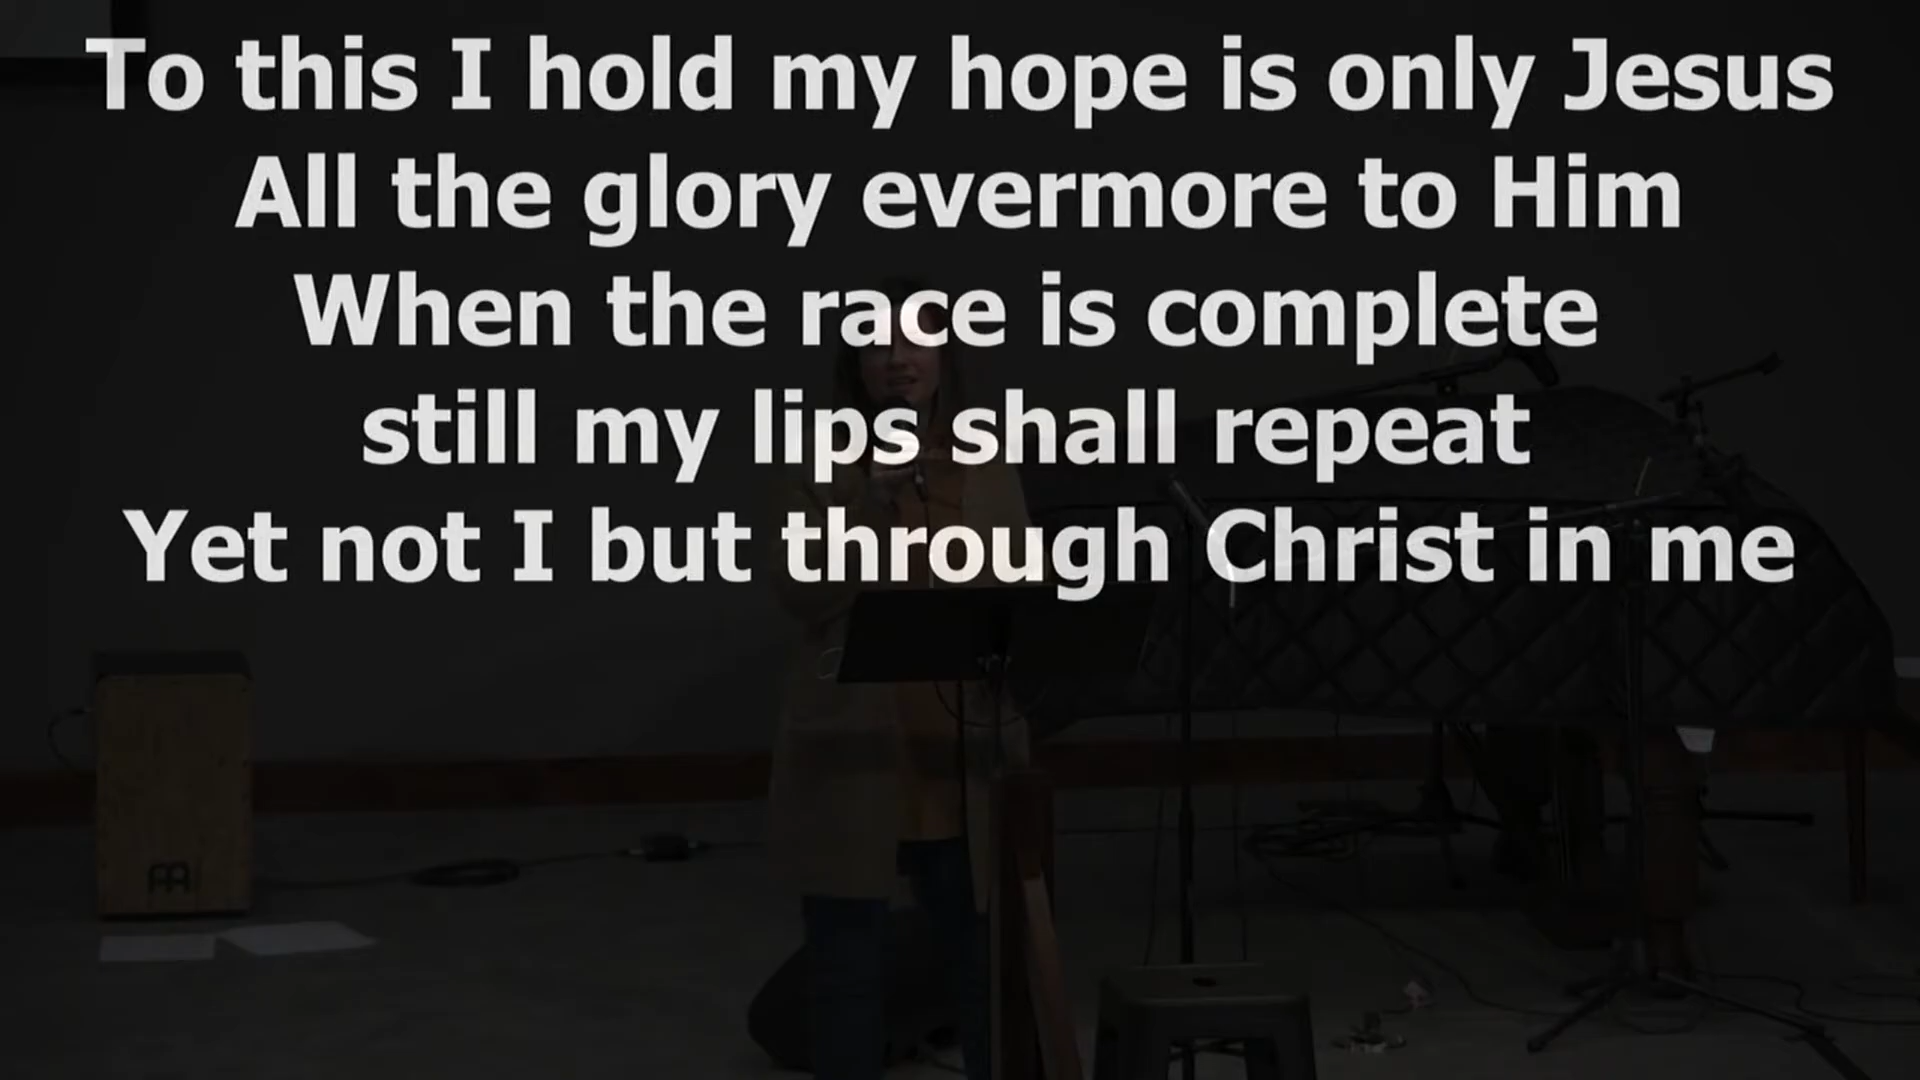 To this I hold my hope is only Jesus
All the glory evermore to Him
When the race is complete
still my lips shall repeat
Yet not I but through Christ in me